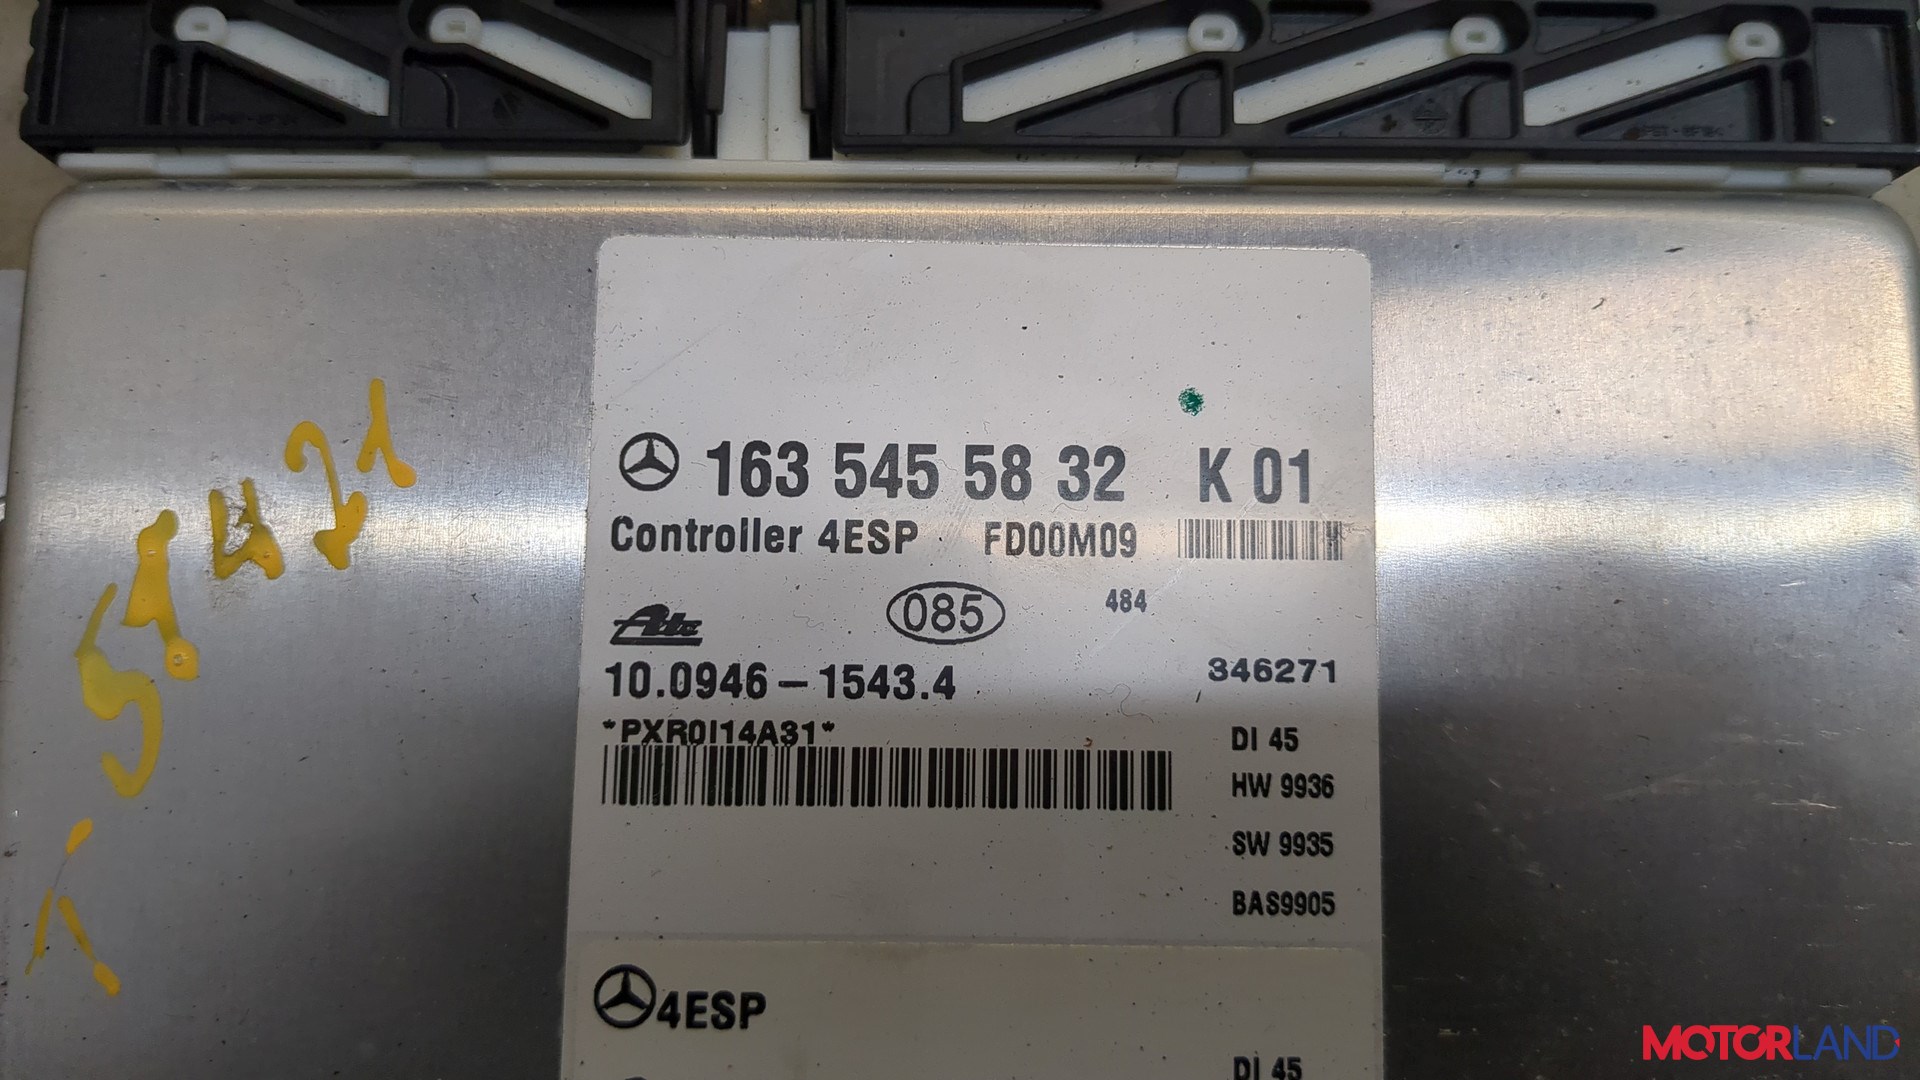 163 545 58 32 K 01
Controller 4ESP FD00M09
085 484
Ate
10.0946-1543.4 346271
*PXR0I14A31*
DI 45
HW 9936
SW 9935
BAS9905
4ESP
DI 45
MOTORLAND